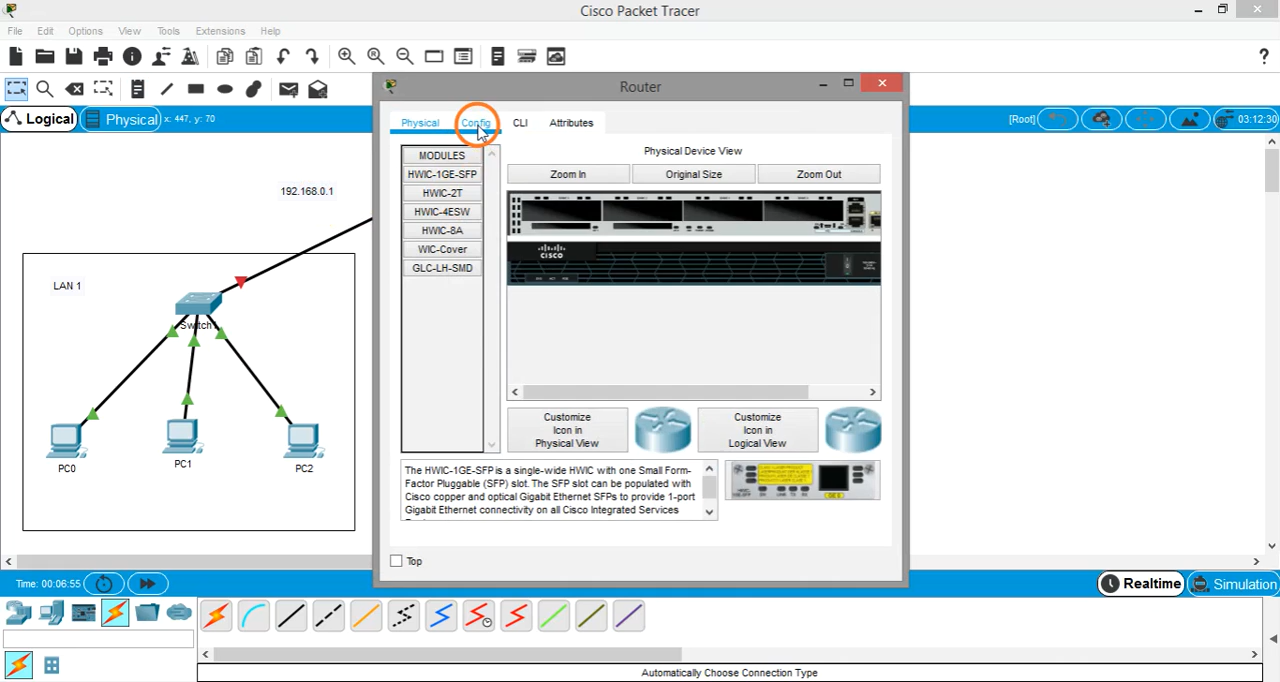 Cisco Packet Tracer
File Edit Options View Tools Extensions Help
Logical
Physical
x: 447, y: 70
[Root]
03:12:30
Router
Physical
Config
CLI
Attributes
MODULES
HWIC-1GE-SFP
HWIC-2T
HWIC-4ESW
HWIC-8A
WIC-Cover
GLC-LH-SMD
Physical Device View
Zoom In
Original Size
Zoom Out
CISCO
Customize
Icon in
Physical View
Customize
Icon in
Logical View
The HWIC-1GE-SFP is a single-wide HWIC with one Small Form-
Factor Pluggable (SFP) slot. The SFP slot can be populated with
Cisco copper and optical Gigabit Ethernet SFPs to provide 1-port
Gigabit Ethernet connectivity on all Cisco Integrated Services
Top
192.168.0.1
LAN 1
Switch
PC0
PC1
PC2
Time: 00:06:55
Realtime
Simulation
Automatically Choose Connection Type